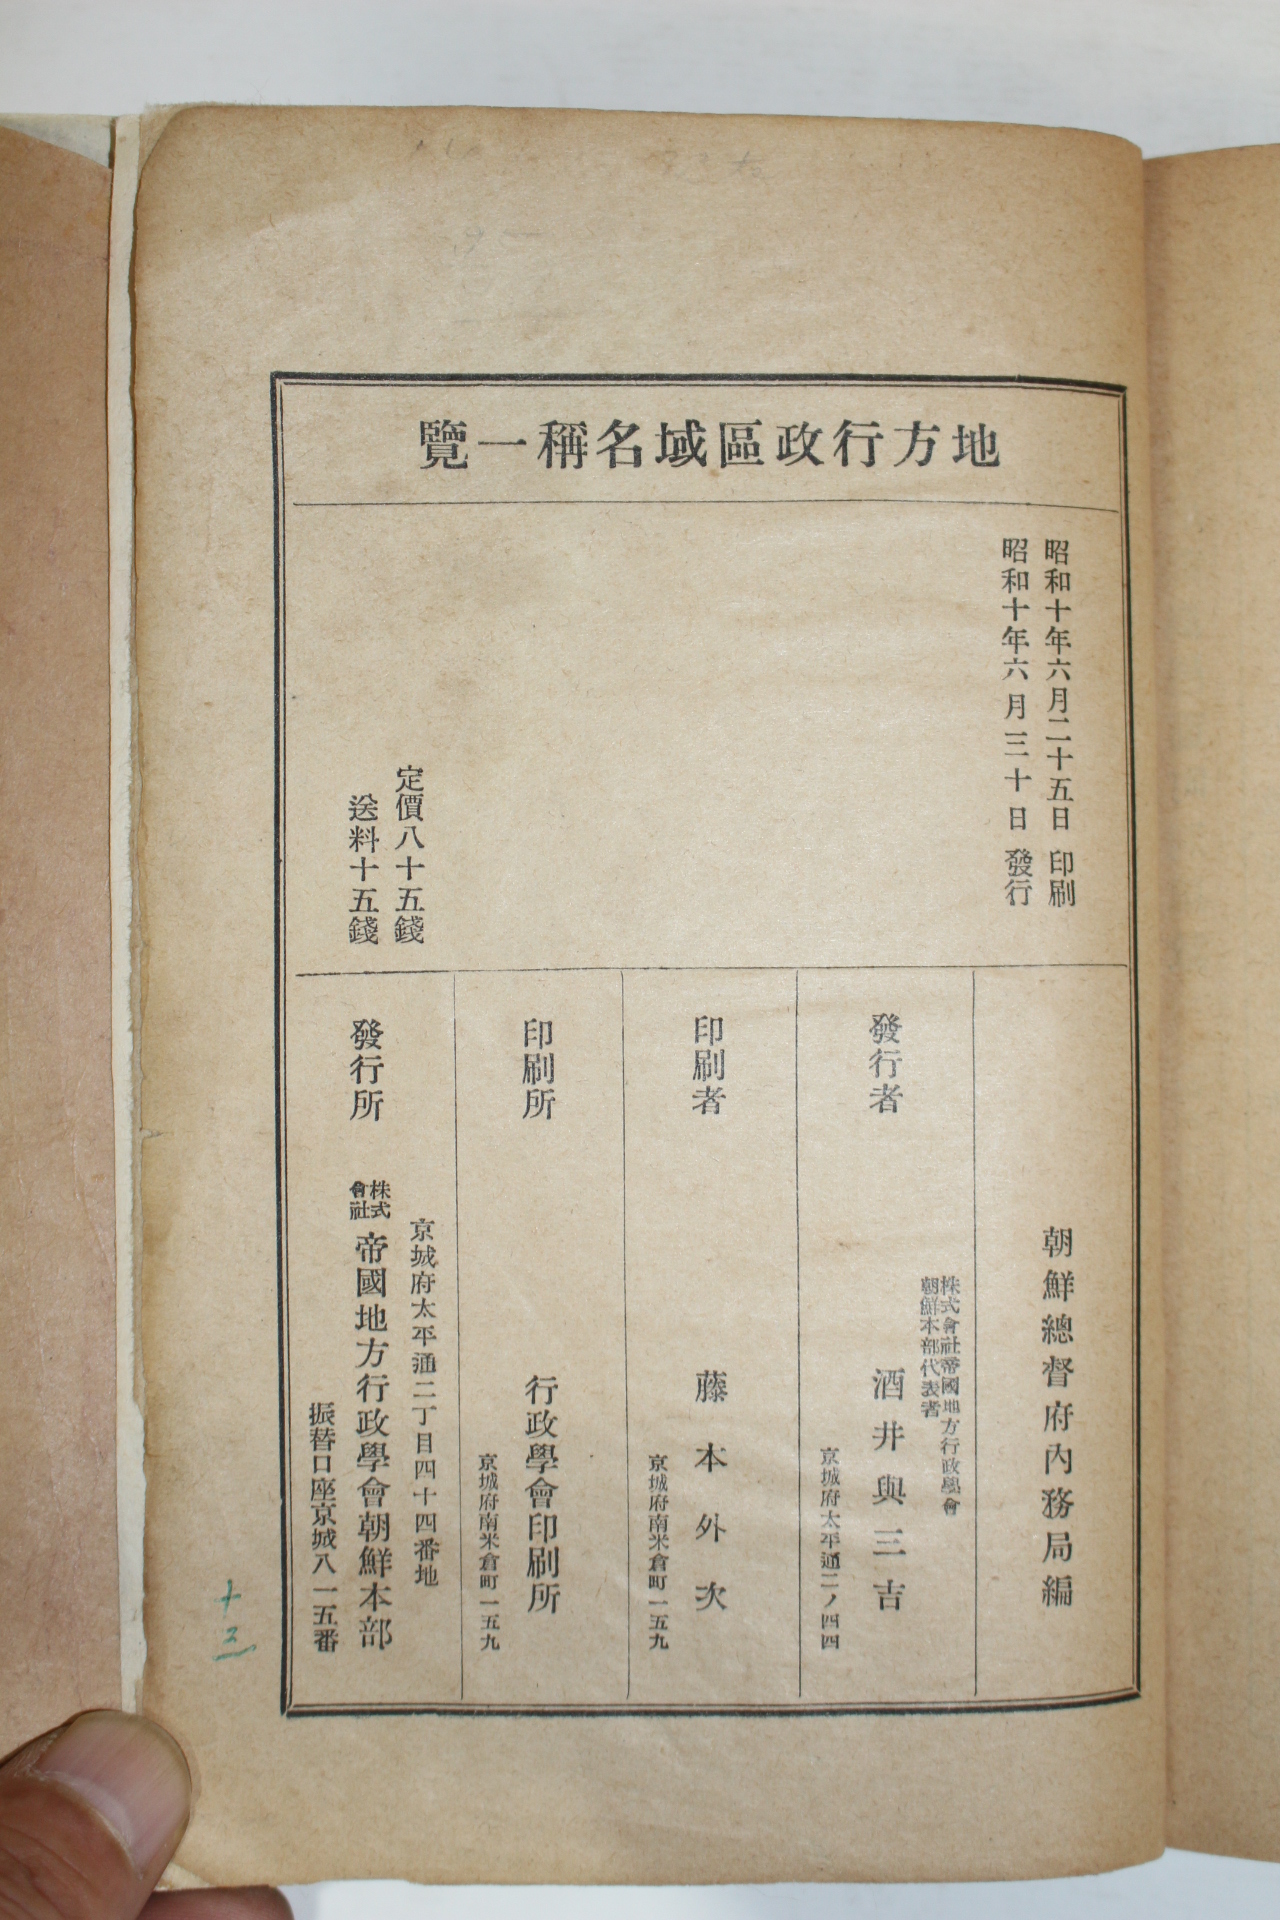 地方行政區域名稱一覽
昭和十年六月二十五日 印刷
昭和十年六月三十日 發行
定價八十五錢
送料十五錢
朝鮮總督府內務局編
發行者
株式會社帝國地方行政學會
朝鮮本部代表者
酒井與三吉
京城府太平通二ノ四四
印刷者
藤本外次
京城府南米倉町一五九
印刷所
行政學會印刷所
京城府南米倉町一五九
發行所
京城府太平通二丁目四十四番地
株式會社 帝國地方行政學會朝鮮本部
振替口座京城八一五番
十三